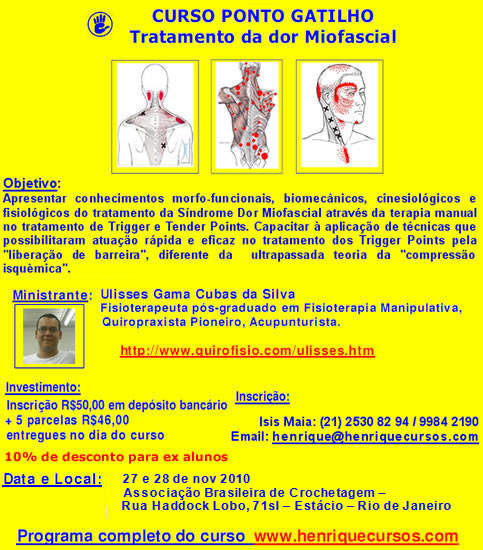 CURSO PONTO GATILHO
Tratamento da dor Miofascial
Objetivo:
Apresentar conhecimentos morfo-funcionais, biomecânicos, cinesiológicos e
fisiológicos do tratamento da Síndrome Dor Miofascial através da terapia manual
no tratamento de Trigger e Tender Points. Capacitar à aplicação de técnicas que
possibilitaram atuação rápida e eficaz no tratamento dos Trigger Points pela
"liberação de barreira", diferente da ultrapassada teoria da "compressão
isquêmica".
Ministrante: Ulisses Gama Cubas da Silva
Fisioterapeuta pós-graduado em Fisioterapia Manipulativa,
Quiropraxista Pioneiro, Acupunturista.
http://www.quirofisio.com/ulisses.htm
Investimento:
Inscrição R$50,00 em depósito bancário
+ 5 parcelas R$46,00
entregues no dia do curso
Inscrição:
Isis Maia: (21) 2530 82 94 / 9984 2190
Email: henrique@henriquecursos.com
10% de desconto para ex alunos
Data e Local: 27 e 28 de nov 2010
Associação Brasileira de Crochetagem –
Rua Haddock Lobo, 71sl – Estácio – Rio de Janeiro
Programa completo do curso www.henriquecursos.com